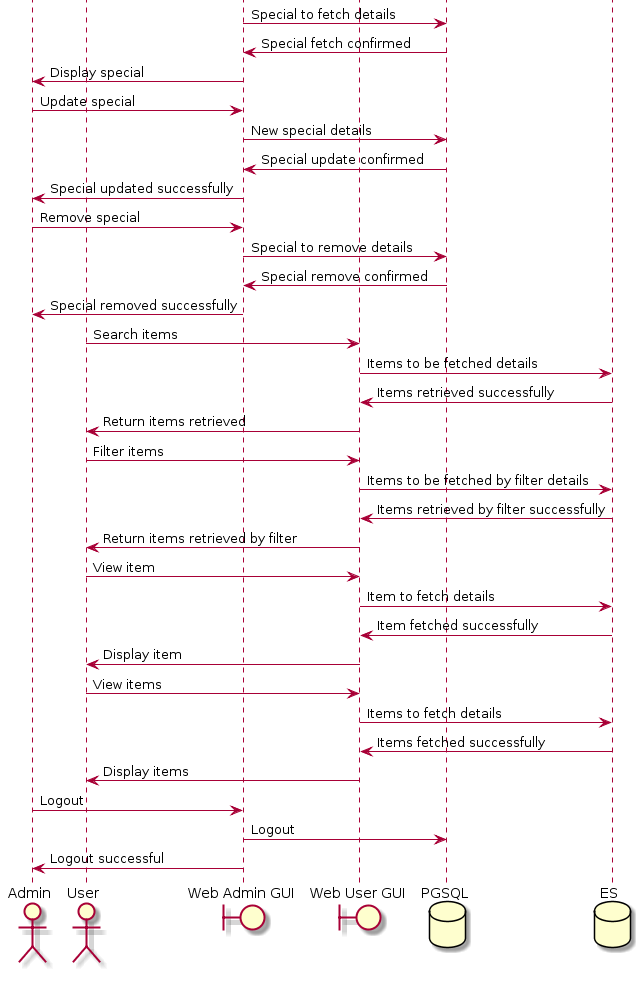 Special to fetch details
Special fetch confirmed
Display special
Update special
New special details
Special update confirmed
Special updated successfully
Remove special
Special to remove details
Special remove confirmed
Special removed successfully
Search items
Items to be fetched details
Items retrieved successfully
Return items retrieved
Filter items
Items to be fetched by filter details
Items retrieved by filter successfully
Return items retrieved by filter
View item
Item to fetch details
Item fetched successfully
Display item
View items
Items to fetch details
Items fetched successfully
Display items
Logout
Logout
Logout successful
Admin User Web Admin GUI Web User GUI PGSQL ES